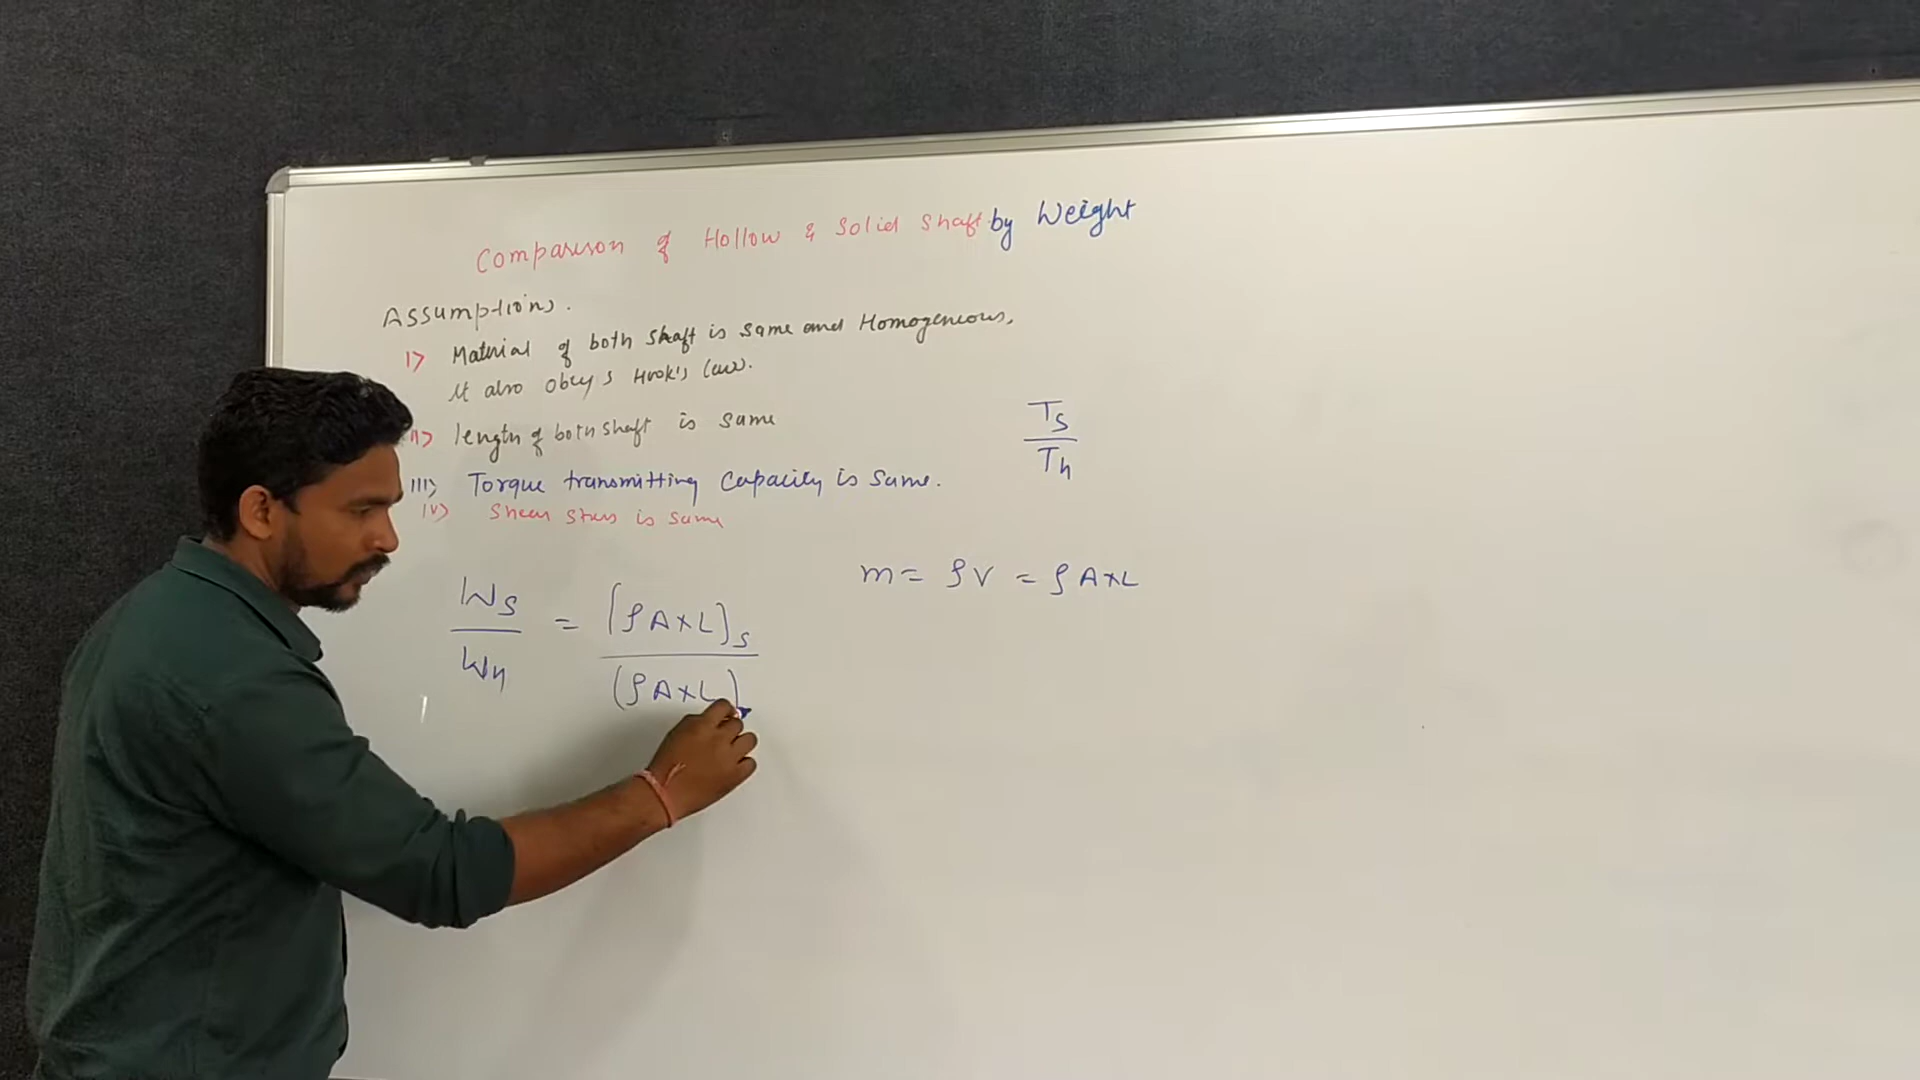 Comparison of Hollow & Solid Shaft by Weight
Assumptions.
I) Material of both shaft is same and Homogeneous,
It also obey s Hook's law.
II) length of both shaft is same
III) Torque transmitting Capacity is same.
IV) Shear stress is same
Ts
Th
m = ρV = ρA×L
Ws = (ρA×L)s
Wh (ρA×L)